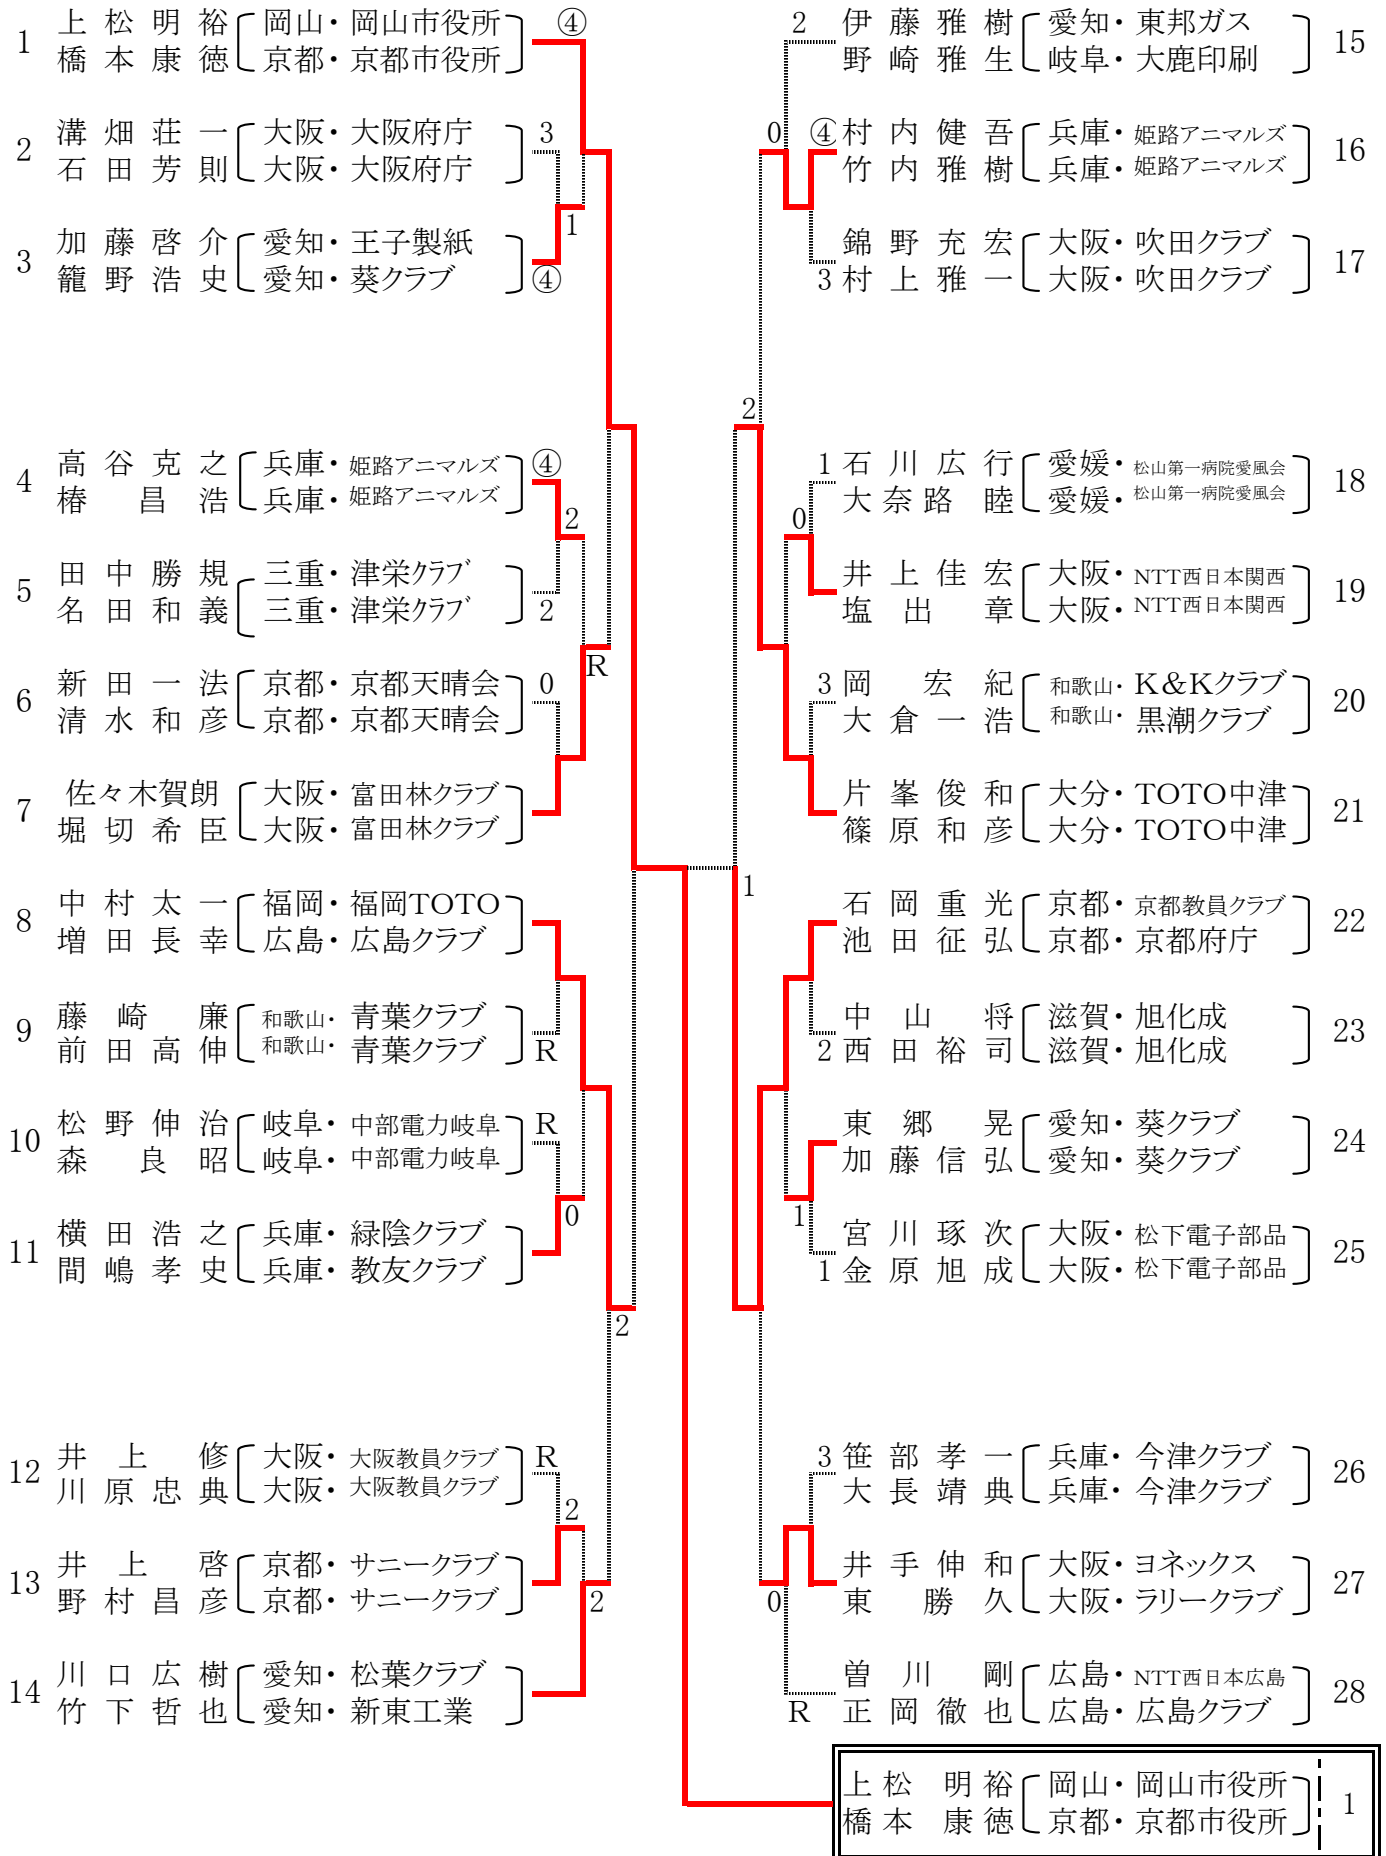 1 上松明裕 岡山・岡山市役所 ④
橋本康徳 京都・京都市役所
2 溝畑荘一 大阪・大阪府庁 3
石田芳則 大阪・大阪府庁
1
3 加藤啓介 愛知・王子製紙
籠野浩史 愛知・葵クラブ ④
4 高谷克之 兵庫・姫路アニマルズ ④
椿昌浩 兵庫・姫路アニマルズ
2
5 田中勝規 三重・津栄クラブ
名田和義 三重・津栄クラブ 2
R
6 新田一法 京都・京都天晴会 0
清水和彦 京都・京都天晴会
7 佐々木賀朗 大阪・富田林クラブ
堀切希臣 大阪・富田林クラブ
8 中村太一 福岡・福岡TOTO
増田長幸 広島・広島クラブ
9 藤崎廉 和歌山・青葉クラブ
前田高伸 和歌山・青葉クラブ R
10 松野伸治 岐阜・中部電力岐阜 R
森良昭 岐阜・中部電力岐阜
0
11 横田浩之 兵庫・緑陰クラブ
間嶋孝史 兵庫・教友クラブ
2
12 井上修 大阪・大阪教員クラブ R
川原忠典 大阪・大阪教員クラブ
2
13 井上啓 京都・サニークラブ
野村昌彦 京都・サニークラブ
2
14 川口広樹 愛知・松葉クラブ
竹下哲也 愛知・新東工業
2 伊藤雅樹 愛知・東邦ガス 15
野崎雅生 岐阜・大鹿印刷
0
④ 村内健吾 兵庫・姫路アニマルズ 16
竹内雅樹 兵庫・姫路アニマルズ
錦野充宏 大阪・吹田クラブ 17
3 村上雅一 大阪・吹田クラブ
2
1 石川広行 愛媛・松山第一病院愛風会 18
大奈路睦 愛媛・松山第一病院愛風会
0
井上佳宏 大阪・NTT西日本関西 19
塩出章 大阪・NTT西日本関西
3 岡宏紀 和歌山・K&Kクラブ 20
大倉一浩 和歌山・黒潮クラブ
片峯俊和 大分・TOTO中津 21
篠原和彦 大分・TOTO中津
1
石岡重光 京都・京都教員クラブ 22
池田征弘 京都・京都府庁
中山将 滋賀・旭化成 23
2 西田裕司 滋賀・旭化成
東郷晃 愛知・葵クラブ 24
加藤信弘 愛知・葵クラブ
1
宮川琢次 大阪・松下電子部品 25
1 金原旭成 大阪・松下電子部品
3 笹部孝一 兵庫・今津クラブ 26
大長靖典 兵庫・今津クラブ
井手伸和 大阪・ヨネックス 27
東勝久 大阪・ラリークラブ
0
曽川剛 広島・NTT西日本広島 28
R 正岡徹也 広島・広島クラブ
上松明裕 岡山・岡山市役所 1
橋本康徳 京都・京都市役所